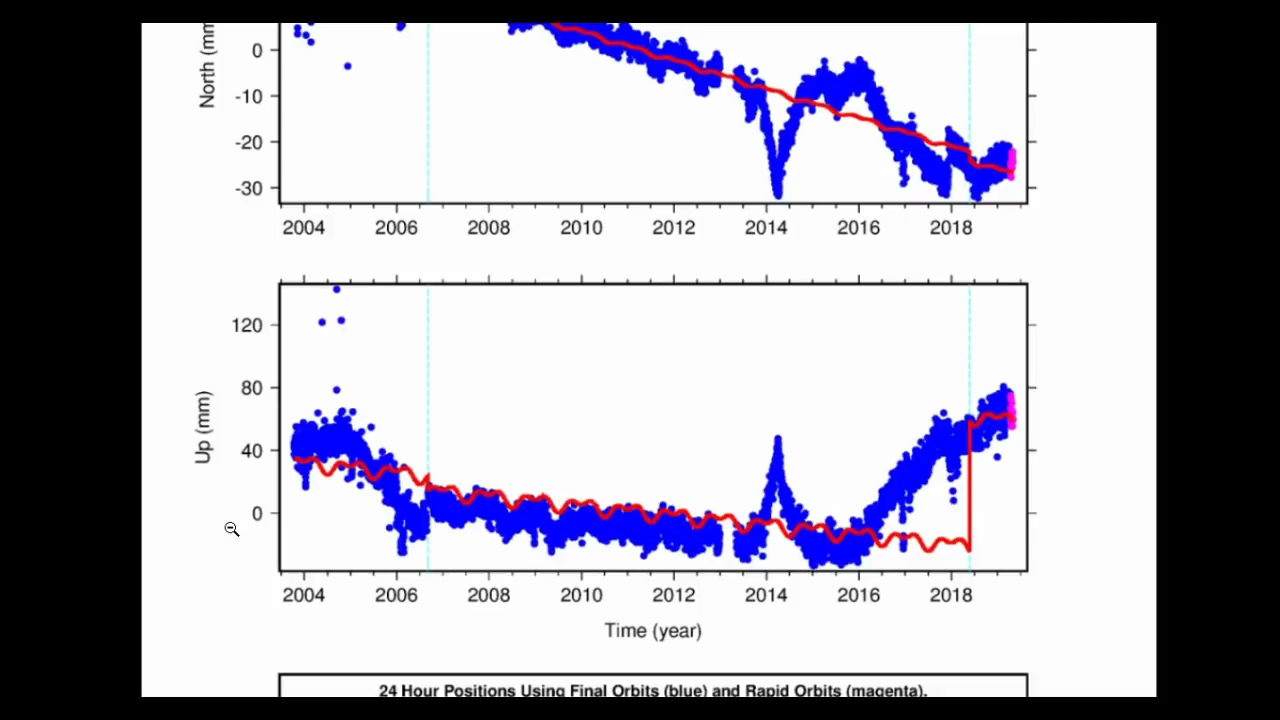 North (mm
0
-10
-20
-30
2004 2006 2008 2010 2012 2014 2016 2018
Up (mm)
120
80
40
0
2004 2006 2008 2010 2012 2014 2016 2018
Time (year)
24 Hour Positions Using Final Orbits (blue) and Rapid Orbits (magenta).